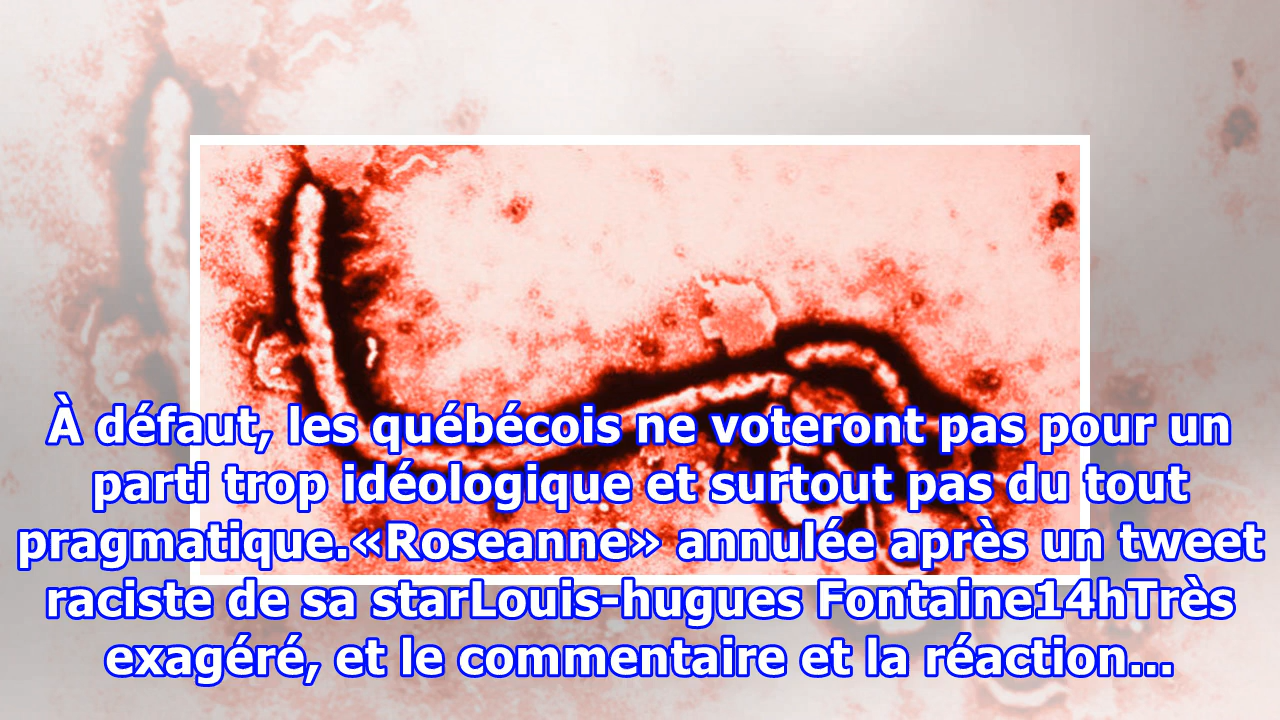 À défaut, les québécois ne voteront pas pour un
parti trop idéologique et surtout pas du tout
pragmatique.«Roseanne» annulée après un tweet
raciste de sa starLouis-hugues Fontaine14hTrès
exagéré, et le commentaire et la réaction...